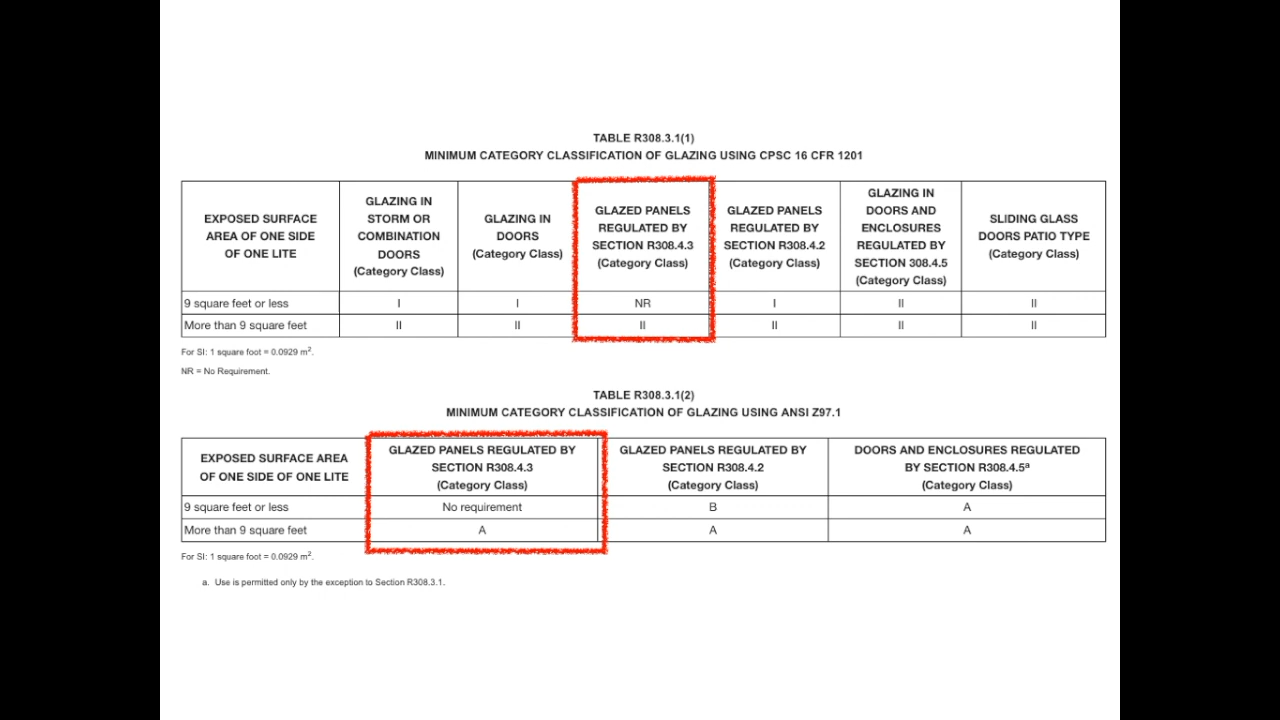 TABLE R308.3.1(1)
MINIMUM CATEGORY CLASSIFICATION OF GLAZING USING CPSC 16 CFR 1201
EXPOSED SURFACE
AREA OF ONE SIDE
OF ONE LITE
GLAZING IN
STORM OR
COMBINATION
DOORS
(Category Class)
GLAZING IN
DOORS
(Category Class)
GLAZED PANELS
REGULATED BY
SECTION R308.4.3
(Category Class)
GLAZED PANELS
REGULATED BY
SECTION R308.4.2
(Category Class)
GLAZING IN
DOORS AND
ENCLOSURES
REGULATED BY
SECTION 308.4.5
(Category Class)
SLIDING GLASS
DOORS PATIO TYPE
(Category Class)
9 square feet or less I I NR I II II
More than 9 square feet II II II II II II
For SI: 1 square foot = 0.0929 m².
NR = No Requirement.
TABLE R308.3.1(2)
MINIMUM CATEGORY CLASSIFICATION OF GLAZING USING ANSI Z97.1
EXPOSED SURFACE AREA
OF ONE SIDE OF ONE LITE
GLAZED PANELS REGULATED BY
SECTION R308.4.3
(Category Class)
GLAZED PANELS REGULATED BY
SECTION R308.4.2
(Category Class)
DOORS AND ENCLOSURES REGULATED
BY SECTION R308.4.5ª
(Category Class)
9 square feet or less No requirement B A
More than 9 square feet A A A
For SI: 1 square foot = 0.0929 m².
a. Use is permitted only by the exception to Section R308.3.1.